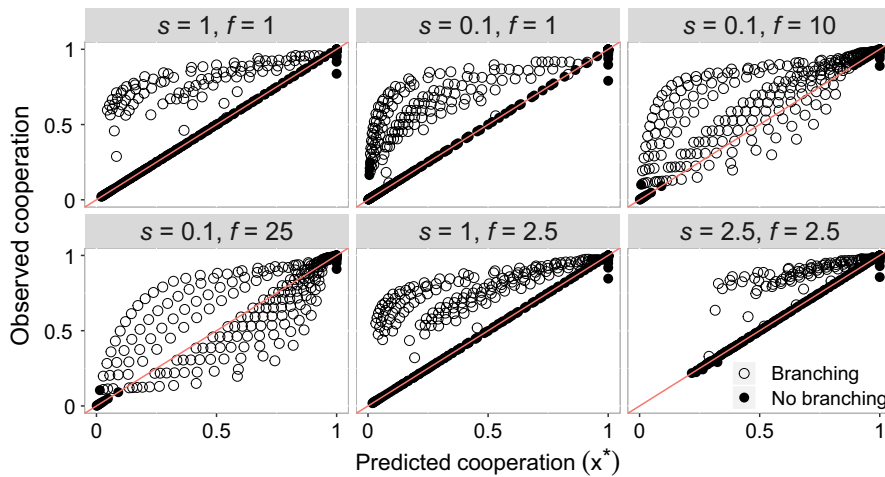 s = 1, f = 1
s = 0.1, f = 1
s = 0.1, f = 10
1
0.5
0
s = 0.1, f = 25
s = 1, f = 2.5
s = 2.5, f = 2.5
1
0.5
0
Observed cooperation
Branching
No branching
0 0.5 1 0 0.5 1 0 0.5 1
Predicted cooperation (x*)